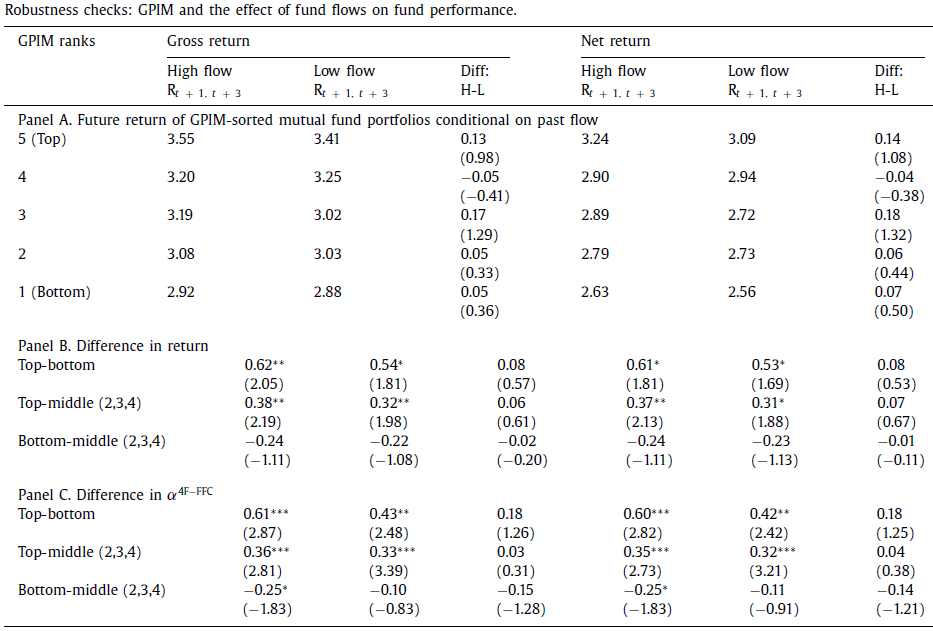 Robustness checks: GPIM and the effect of fund flows on fund performance.
GPIM ranks Gross return Net return
High flow Low flow Diff: High flow Low flow Diff:
R t + 1, t + 3 R t + 1, t + 3 H-L R t + 1, t + 3 R t + 1, t + 3 H-L
Panel A. Future return of GPIM-sorted mutual fund portfolios conditional on past flow
5 (Top) 3.55 3.41 0.13 3.24 3.09 0.14
(0.98) (1.08)
4 3.20 3.25 −0.05 2.90 2.94 −0.04
(−0.41) (−0.38)
3 3.19 3.02 0.17 2.89 2.72 0.18
(1.29) (1.32)
2 3.08 3.03 0.05 2.79 2.73 0.06
(0.33) (0.44)
1 (Bottom) 2.92 2.88 0.05 2.63 2.56 0.07
(0.36) (0.50)
Panel B. Difference in return
Top-bottom 0.62** 0.54* 0.08 0.61* 0.53* 0.08
(2.05) (1.81) (0.57) (1.81) (1.69) (0.53)
Top-middle (2,3,4) 0.38** 0.32** 0.06 0.37** 0.31* 0.07
(2.19) (1.98) (0.61) (2.13) (1.88) (0.67)
Bottom-middle (2,3,4) −0.24 −0.22 −0.02 −0.24 −0.23 −0.01
(−1.11) (−1.08) (−0.20) (−1.11) (−1.13) (−0.11)
Panel C. Difference in α4F−FFC
Top-bottom 0.61*** 0.43** 0.18 0.60*** 0.42** 0.18
(2.87) (2.48) (1.26) (2.82) (2.42) (1.25)
Top-middle (2,3,4) 0.36*** 0.33*** 0.03 0.35*** 0.32*** 0.04
(2.81) (3.39) (0.31) (2.73) (3.21) (0.38)
Bottom-middle (2,3,4) −0.25* −0.10 −0.15 −0.25* −0.11 −0.14
(−1.83) (−0.83) (−1.28) (−1.83) (−0.91) (−1.21)